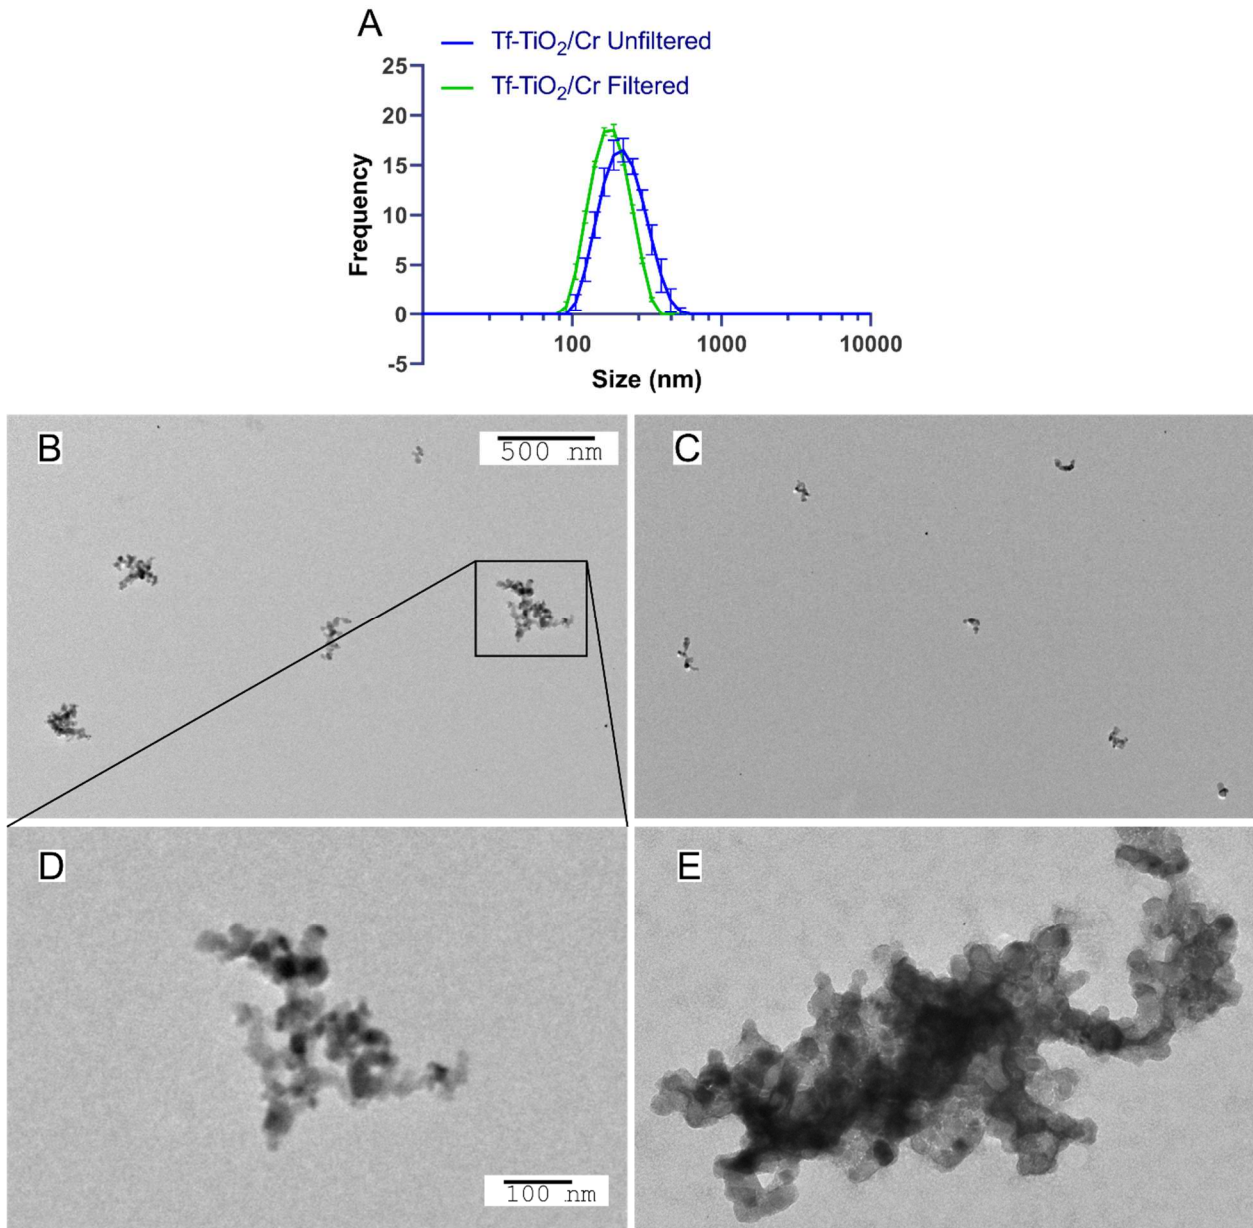 A
Tf-TiO₂/Cr Unfiltered
Tf-TiO₂/Cr Filtered
25
20
15
10
5
0
-5
Frequency
100
1000
10000
Size (nm)
B
500 nm
C
D
100 nm
E